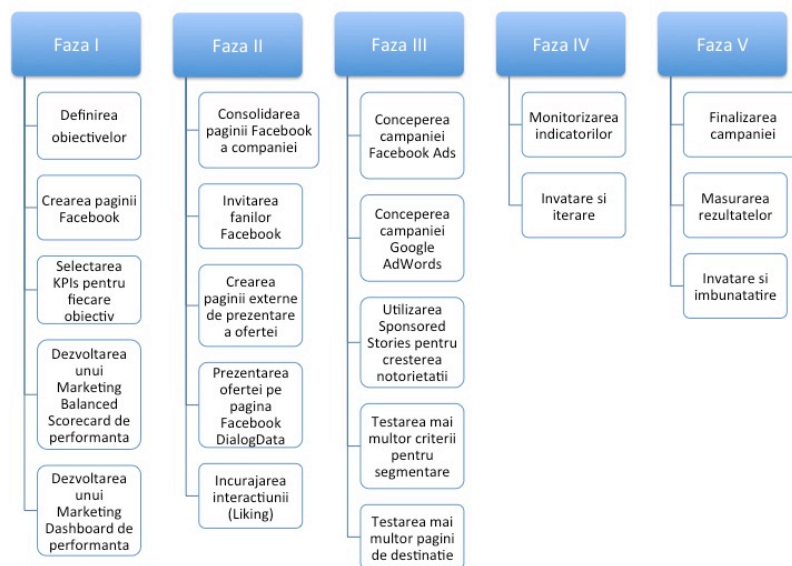 Faza I
Definirea
obiectivelor
Crearea paginii
Facebook
Selectarea
KPIs pentru
fiecare
obiectiv
Dezvoltarea
unui
Marketing
Balanced
Scorecard de
performanta
Dezvoltarea
unui
Marketing
Dashboard de
performanta
Faza II
Consolidarea
paginii Facebook
a companiei
Invitarea
fanilor
Facebook
Crearea
paginii externe
de prezentare
a ofertei
Prezentarea
ofertei pe
pagina
Facebook
DialogData
Incurajarea
interactiunii
(Liking)
Faza III
Conceperea
campaniei
Facebook Ads
Conceperea
campaniei
Google
AdWords
Utilizarea
Sponsored
Stories pentru
cresterea
notorietatii
Testarea mai
multor criterii
pentru
segmentare
Testarea mai
multor pagini
de destinatie
Faza IV
Monitorizarea
indicatorilor
Invatare si
iterare
Faza V
Finalizarea
campaniei
Masurarea
rezultatelor
Invatare si
imbunatatire